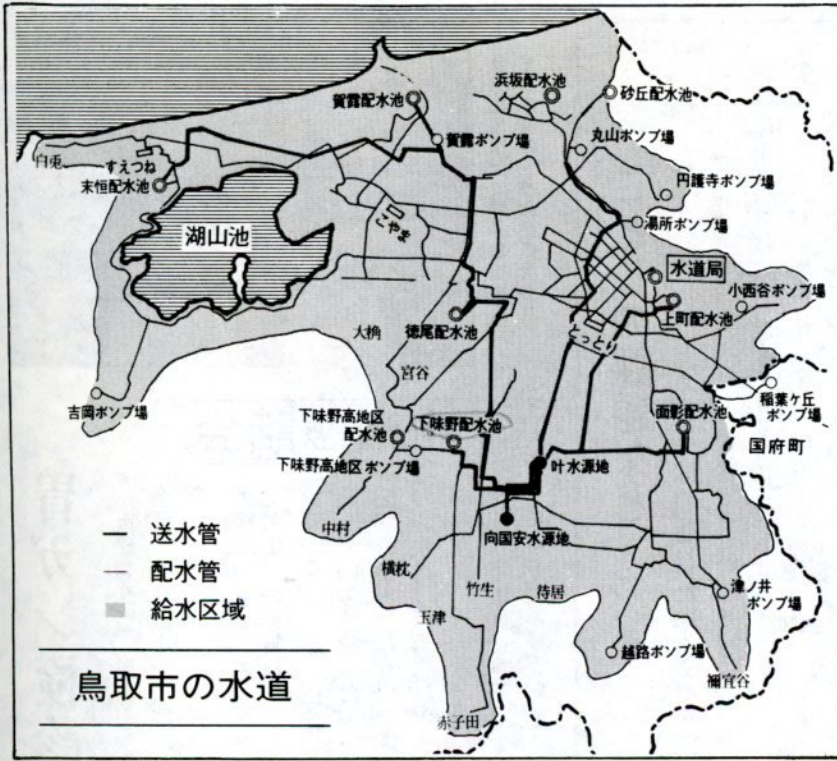 賀露配水池
浜坂配水池
砂丘配水池
賀露ポンプ場
丸山ポンプ場
白兎
すえつね
末恒配水池
円護寺ポンプ場
湯所ポンプ場
こやま
湖山池
水道局
小西谷ポンプ場
上町配水池
徳尾配水池
とっとり
大桷
宮谷
稲葉ケ丘
ポンプ場
吉岡ポンプ場
下味野高地区
配水池
下味野配水池
面影配水池
国府町
下味野高地区ポンプ場
叶水源地
中村
向国安水源地
送水管
配水管
給水区域
横枕
竹生
待居
津ノ井
ポンプ場
玉津
越路ポンプ場
禰宜谷
赤子田
鳥取市の水道